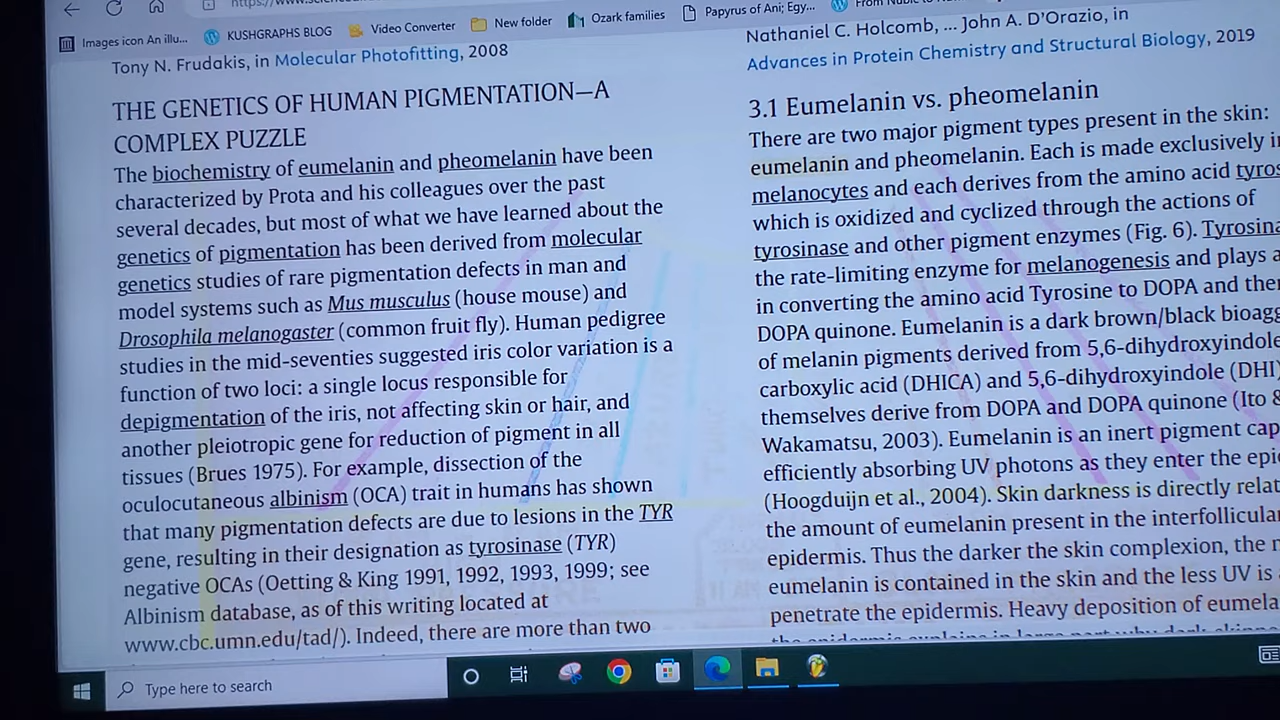 https://www.
Images icon An illu...
KUSHGRAPHS BLOG
Video Converter
New folder
Ozark families
Papyrus of Ani; Egy...
Tony N. Frudakis, in Molecular Photofitting, 2008
THE GENETICS OF HUMAN PIGMENTATION—A
COMPLEX PUZZLE
The biochemistry of eumelanin and pheomelanin have been
characterized by Prota and his colleagues over the past
several decades, but most of what we have learned about the
genetics of pigmentation has been derived from molecular
genetics studies of rare pigmentation defects in man and
model systems such as Mus musculus (house mouse) and
Drosophila melanogaster (common fruit fly). Human pedigree
studies in the mid-seventies suggested iris color variation is a
function of two loci: a single locus responsible for
depigmentation of the iris, not affecting skin or hair, and
another pleiotropic gene for reduction of pigment in all
tissues (Brues 1975). For example, dissection of the
oculocutaneous albinism (OCA) trait in humans has shown
that many pigmentation defects are due to lesions in the TYR
gene, resulting in their designation as tyrosinase (TYR)
negative OCAs (Oetting & King 1991, 1992, 1993, 1999; see
Albinism database, as of this writing located at
www.cbc.umn.edu/tad/). Indeed, there are more than two
Nathaniel C. Holcomb, ... John A. D'Orazio, in
Advances in Protein Chemistry and Structural Biology, 2019
3.1 Eumelanin vs. pheomelanin
There are two major pigment types present in the skin:
eumelanin and pheomelanin. Each is made exclusively i
melanocytes and each derives from the amino acid tyros
which is oxidized and cyclized through the actions of
tyrosinase and other pigment enzymes (Fig. 6). Tyrosina
the rate-limiting enzyme for melanogenesis and plays a
in converting the amino acid Tyrosine to DOPA and the
DOPA quinone. Eumelanin is a dark brown/black bioagg
of melanin pigments derived from 5,6-dihydroxyindole
carboxylic acid (DHICA) and 5,6-dihydroxyindole (DHI)
themselves derive from DOPA and DOPA quinone (Ito &
Wakamatsu, 2003). Eumelanin is an inert pigment cap
efficiently absorbing UV photons as they enter the epi
(Hoogduijn et al., 2004). Skin darkness is directly relat
the amount of eumelanin present in the interfollicula
epidermis. Thus the darker the skin complexion, the m
eumelanin is contained in the skin and the less UV is
penetrate the epidermis. Heavy deposition of eumela
the epidermis explains in large part why dark-skinne
Type here to search